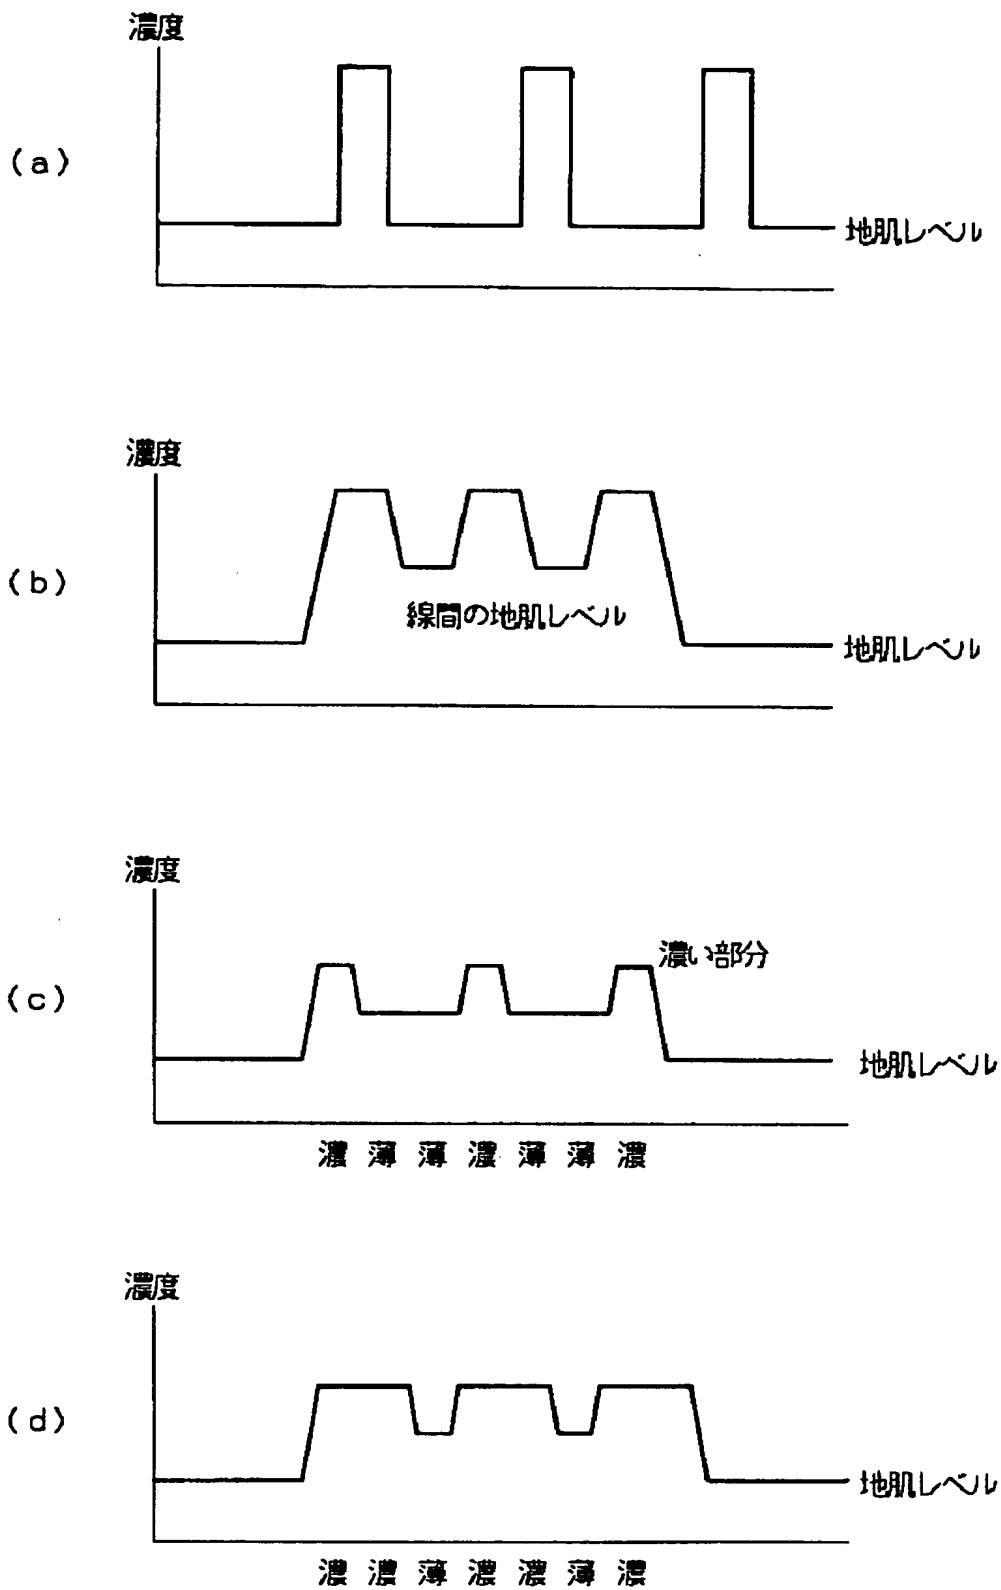 濃度
(a)
地肌レベル
濃度
(b)
線間の地肌レベル
地肌レベル
濃度
濃い部分
(c)
地肌レベル
濃 薄 薄 濃 薄 薄 濃
濃度
(d)
地肌レベル
濃 濃 薄 濃 濃 薄 濃